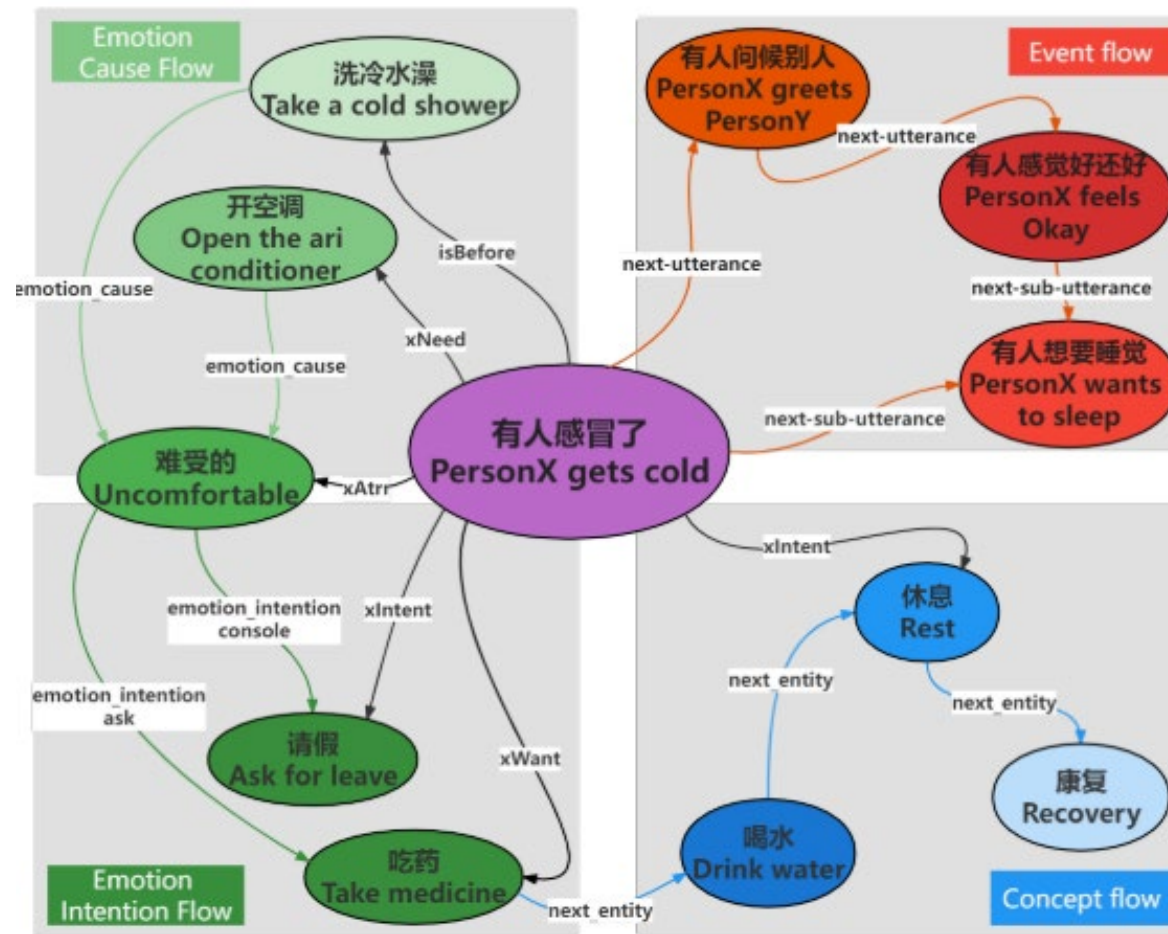 Emotion
Cause Flow
洗冷水澡
Take a cold shower
有人问候别人
PersonX greets
PersonY
Event flow
next-utterance
有人感觉好还好
PersonX feels
Okay
开空调
Open the ari
conditioner
isBefore
next-utterance
emotion_cause
next-sub-utterance
xNeed
emotion_cause
有人想要睡觉
PersonX wants
to sleep
next-sub-utterance
有人感冒了
PersonX gets cold
难受的
Uncomfortable
xAtrr
xIntent
emotion_intention
console
xIntent
休息
Rest
emotion_intention
ask
next_entity
next_entity
请假
Ask for leave
xWant
康复
Recovery
吃药
Take medicine
喝水
Drink water
Emotion
Intention Flow
next_entity
Concept flow